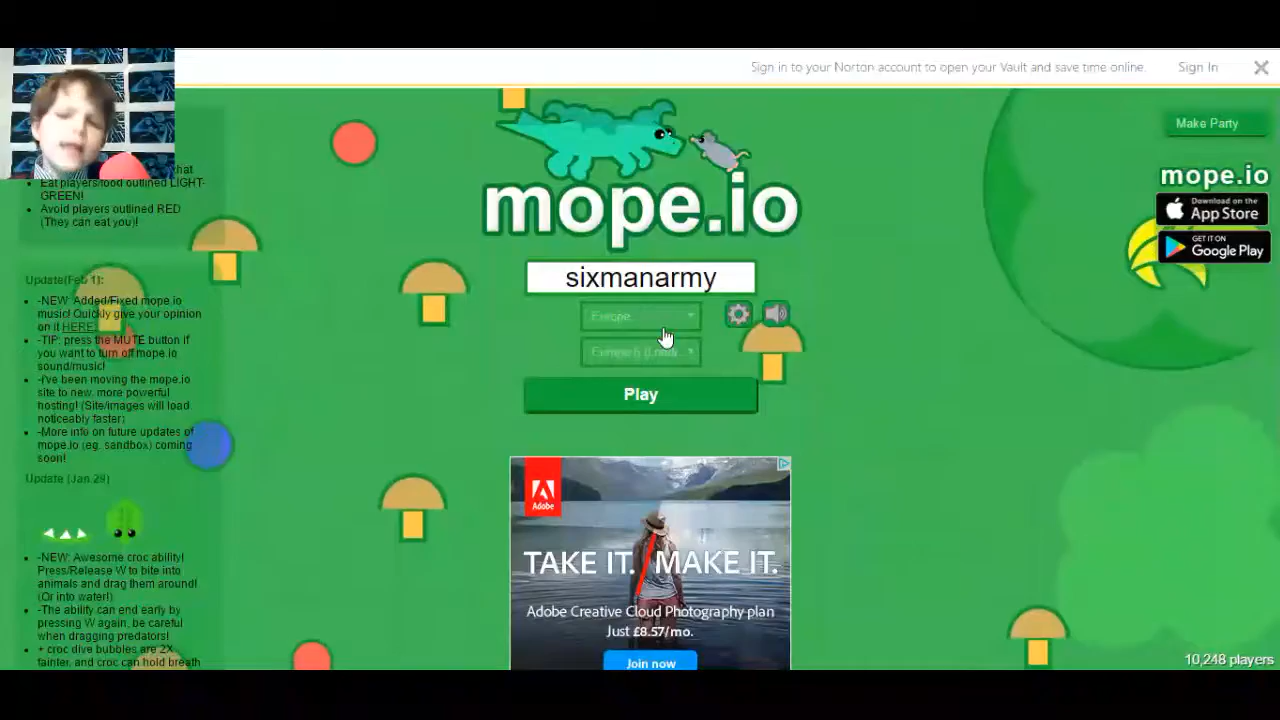 Sign in to your Norton account to open your Vault and save time online.
Sign In
Make Party
mope.io
Download on the
App Store
GET IT ON
Google Play
mope.io
sixmanarmy
Europe
Play
hat
Eat players/food outlined LIGHT-
GREEN!
Avoid players outlined RED
(They can eat you)!
Update(Feb 1):
-NEW: Added/Fixed mope.io
music! Quickly give your opinion
on it HERE.
-TIP: press the MUTE button if
you want to turn off mope.io
sound/music!
-I've been moving the mope.io
site to new, more powerful
hosting! (Site/images will load
noticeably faster)
-More info on future updates of
mope.io (eg. sandbox) coming
soon!
Update (Jan 29)
-NEW: Awesome croc ability!
Press/Release W to bite into
animals and drag them around!
(Or into water!)
-The ability can end early by
pressing W again, be careful
when dragging predators!
+ croc dive bubbles are 2X
fainter, and croc can hold breath
Adobe
TAKE IT. / MAKE IT.
Adobe Creative Cloud Photography plan
Just £8.57/mo.
Join now
10,248 players